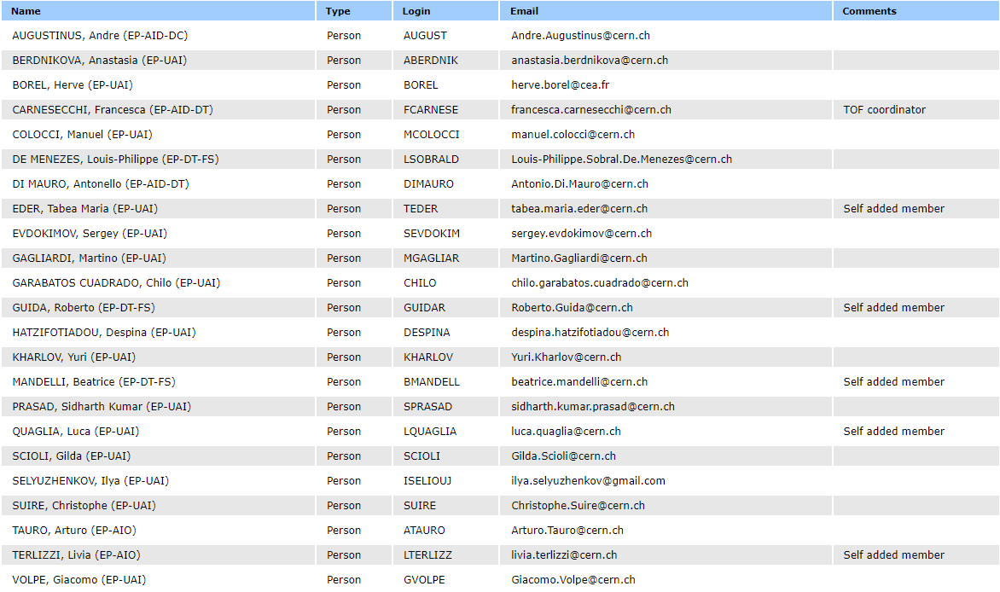 Name Type Login Email Comments
AUGUSTINUS, Andre (EP-AID-DC) Person AUGUST Andre.Augustinus@cern.ch
BERDNIKOVA, Anastasia (EP-UAI) Person ABERDNIK anastasia.berdnikova@cern.ch
BOREL, Herve (EP-UAI) Person BOREL herve.borel@cea.fr
CARNESECCHI, Francesca (EP-AID-DT) Person FCARNESE francesca.carnesecchi@cern.ch TOF coordinator
COLOCCI, Manuel (EP-UAI) Person MCOLOCCI manuel.colocci@cern.ch
DE MENEZES, Louis-Philippe (EP-DT-FS) Person LSOBRALD Louis-Philippe.Sobral.De.Menezes@cern.ch
DI MAURO, Antonello (EP-AID-DT) Person DIMAURO Antonio.Di.Mauro@cern.ch
EDER, Tabea Maria (EP-UAI) Person TEDER tabea.maria.eder@cern.ch Self added member
EVDOKIMOV, Sergey (EP-UAI) Person SEVDOKIM sergey.evdokimov@cern.ch
GAGLIARDI, Martino (EP-UAI) Person MGAGLIAR Martino.Gagliardi@cern.ch
GARABATOS CUADRADO, Chilo (EP-UAI) Person CHILO chilo.garabatos.cuadrado@cern.ch
GUIDA, Roberto (EP-DT-FS) Person GUIDAR Roberto.Guida@cern.ch Self added member
HATZIFOTIADOU, Despina (EP-UAI) Person DESPINA despina.hatzifotiadou@cern.ch
KHARLOV, Yuri (EP-UAI) Person KHARLOV Yuri.Kharlov@cern.ch
MANDELLI, Beatrice (EP-DT-FS) Person BMANDELL beatrice.mandelli@cern.ch Self added member
PRASAD, Sidharth Kumar (EP-UAI) Person SPRASAD sidharth.kumar.prasad@cern.ch
QUAGLIA, Luca (EP-UAI) Person LQUAGLIA luca.quaglia@cern.ch Self added member
SCIOLI, Gilda (EP-UAI) Person SCIOLI Gilda.Scioli@cern.ch
SELYUZHENKOV, Ilya (EP-UAI) Person ISELIOUJ ilya.selyuzhenkov@gmail.com
SUIRE, Christophe (EP-UAI) Person SUIRE Christophe.Suire@cern.ch
TAURO, Arturo (EP-AIO) Person ATAURO Arturo.Tauro@cern.ch
TERLIZZI, Livia (EP-AIO) Person LTERLIZZ livia.terlizzi@cern.ch Self added member
VOLPE, Giacomo (EP-UAI) Person GVOLPE Giacomo.Volpe@cern.ch